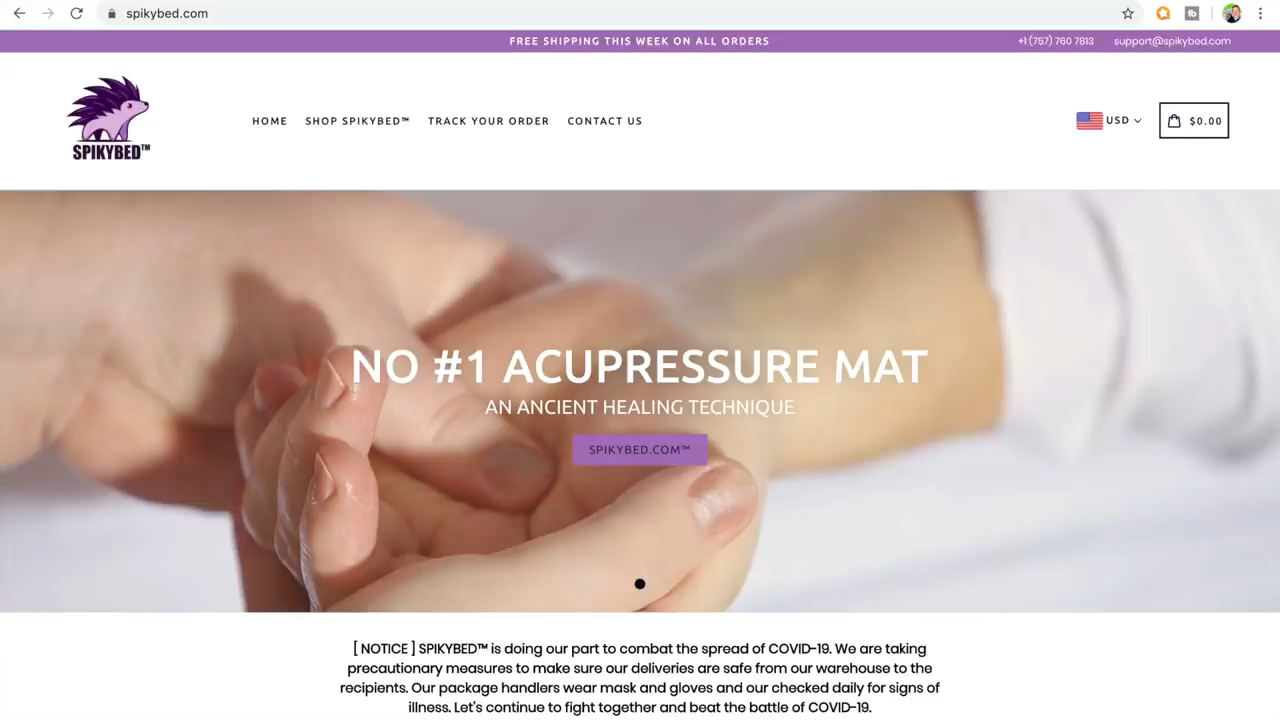 spikybed.com
FREE SHIPPING THIS WEEK ON ALL ORDERS
+1 (757) 760 7813 support@spikybed.com
SPIKYBED™
HOME SHOP SPIKYBED™ TRACK YOUR ORDER CONTACT US
USD $0.00
NO #1 ACUPRESSURE MAT
AN ANCIENT HEALING TECHNIQUE
SPIKYBED.COM™
[ NOTICE ] SPIKYBED™ is doing our part to combat the spread of COVID-19. We are taking
precautionary measures to make sure our deliveries are safe from our warehouse to the
recipients. Our package handlers wear mask and gloves and our checked daily for signs of
illness. Let's continue to fight together and beat the battle of COVID-19.